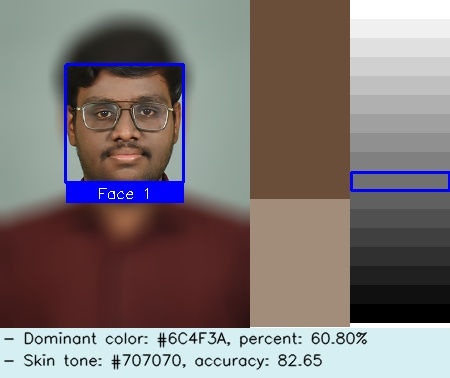 Face 1
- Dominant color: #6C4F3A, percent: 60.80%
- Skin tone: #707070, accuracy: 82.65